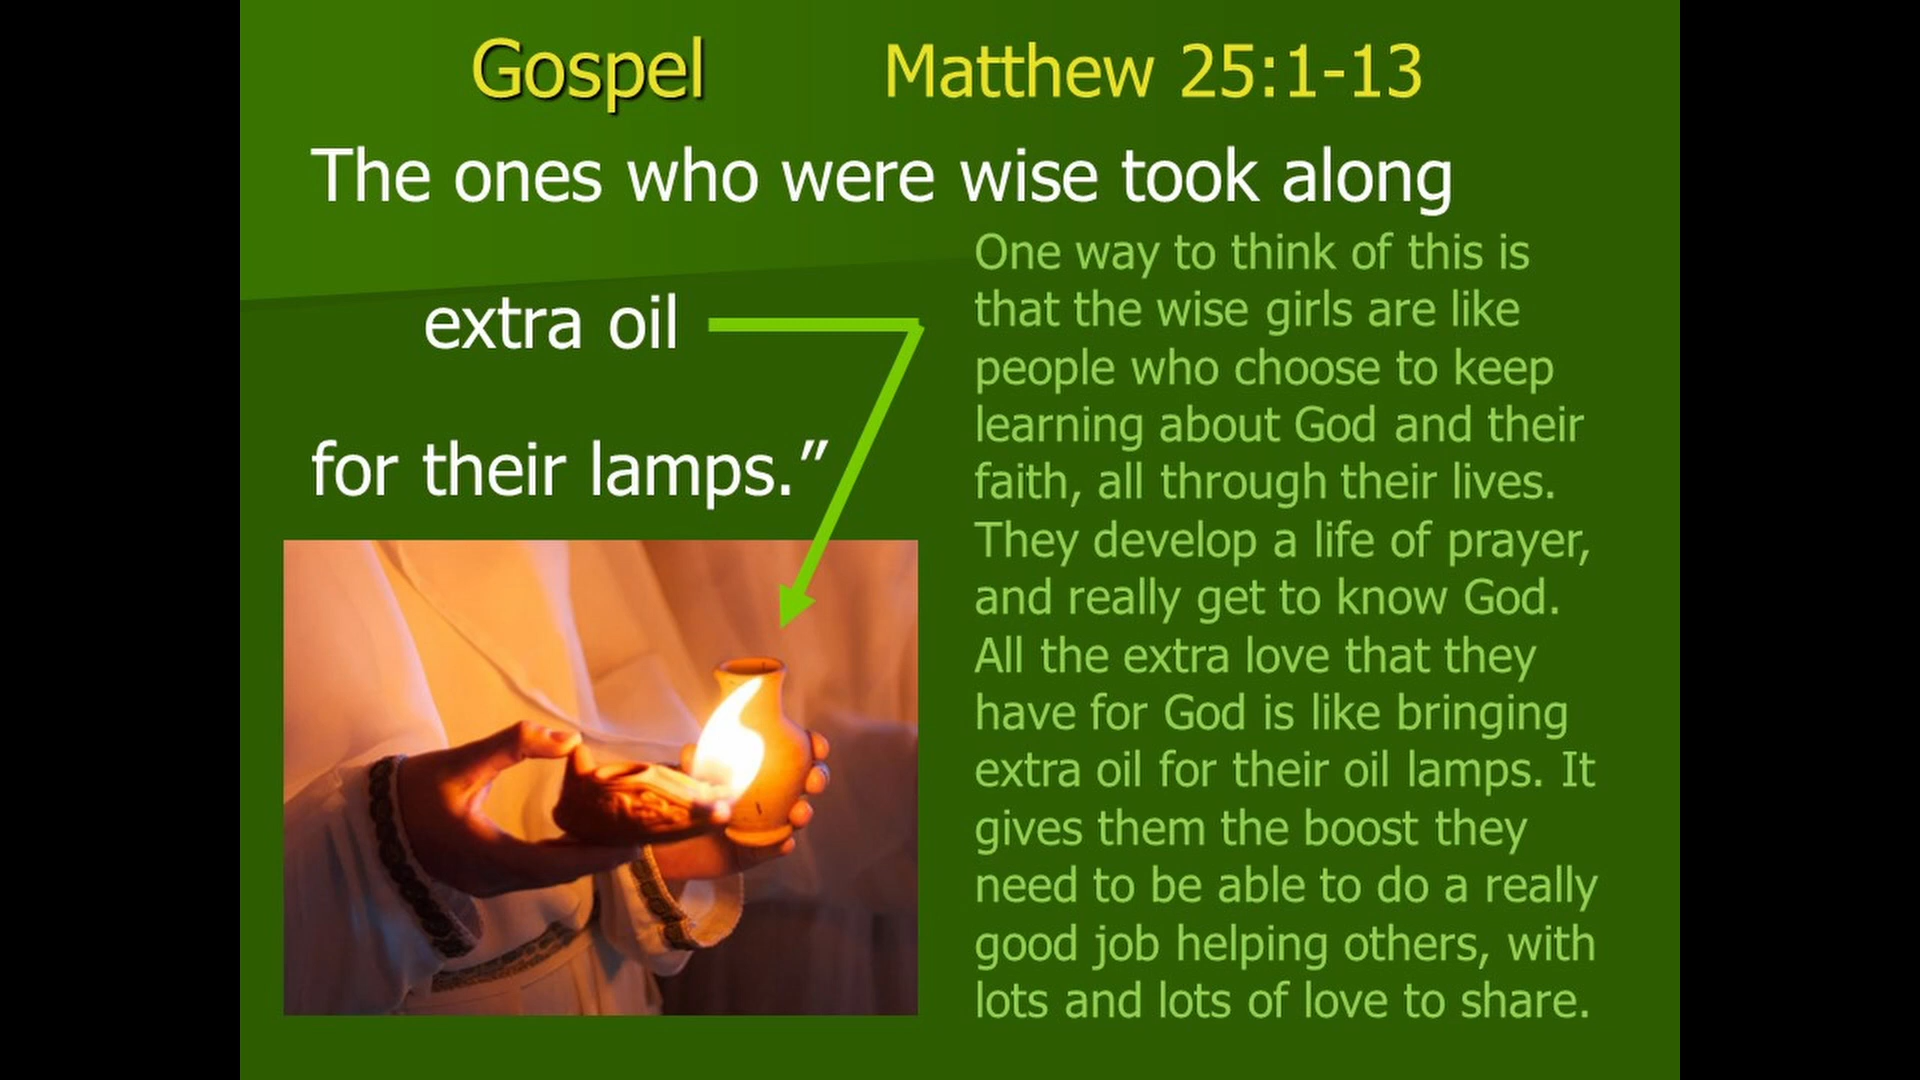 Gospel Matthew 25:1-13
The ones who were wise took along
extra oil
for their lamps.”
One way to think of this is
that the wise girls are like
people who choose to keep
learning about God and their
faith, all through their lives.
They develop a life of prayer,
and really get to know God.
All the extra love that they
have for God is like bringing
extra oil for their oil lamps. It
gives them the boost they
need to be able to do a really
good job helping others, with
lots and lots of love to share.